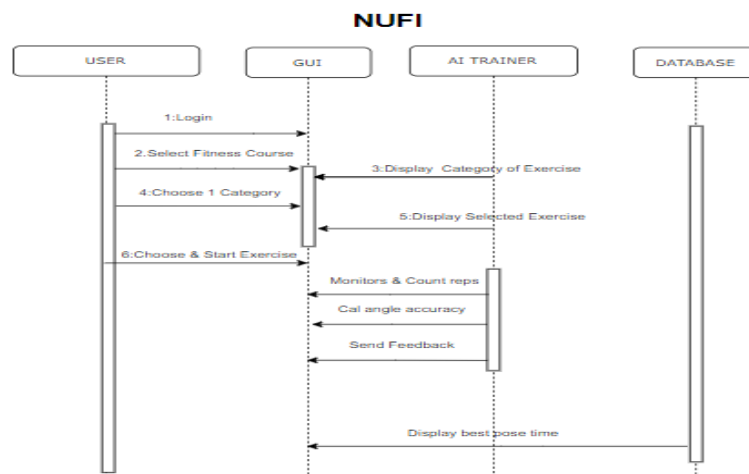 NUFI
USER
GUI
AI TRAINER
DATABASE
1:Login
2.Select Fitness Course
3:Display Category of Exercise
4:Choose 1 Category
5:Display Selected Exercise
6:Choose & Start Exercise
Monitors & Count reps
Cal angle accuracy
Send Feedback
Display best pose time